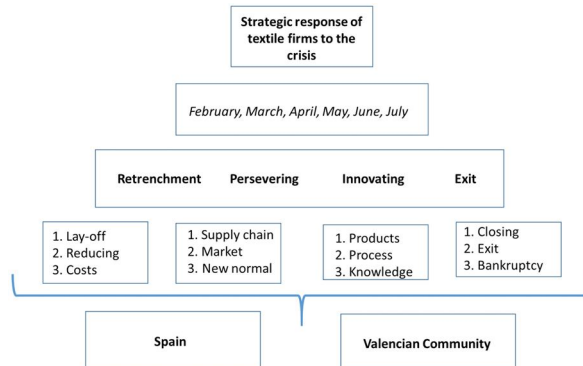 Strategic response of
textile firms to the
crisis
February, March, April, May, June, July
Retrenchment Persevering Innovating Exit
1. Lay-off
2. Reducing
3. Costs
1. Supply chain
2. Market
3. New normal
1. Products
2. Process
3. Knowledge
1. Closing
2. Exit
3. Bankruptcy
Spain
Valencian Community